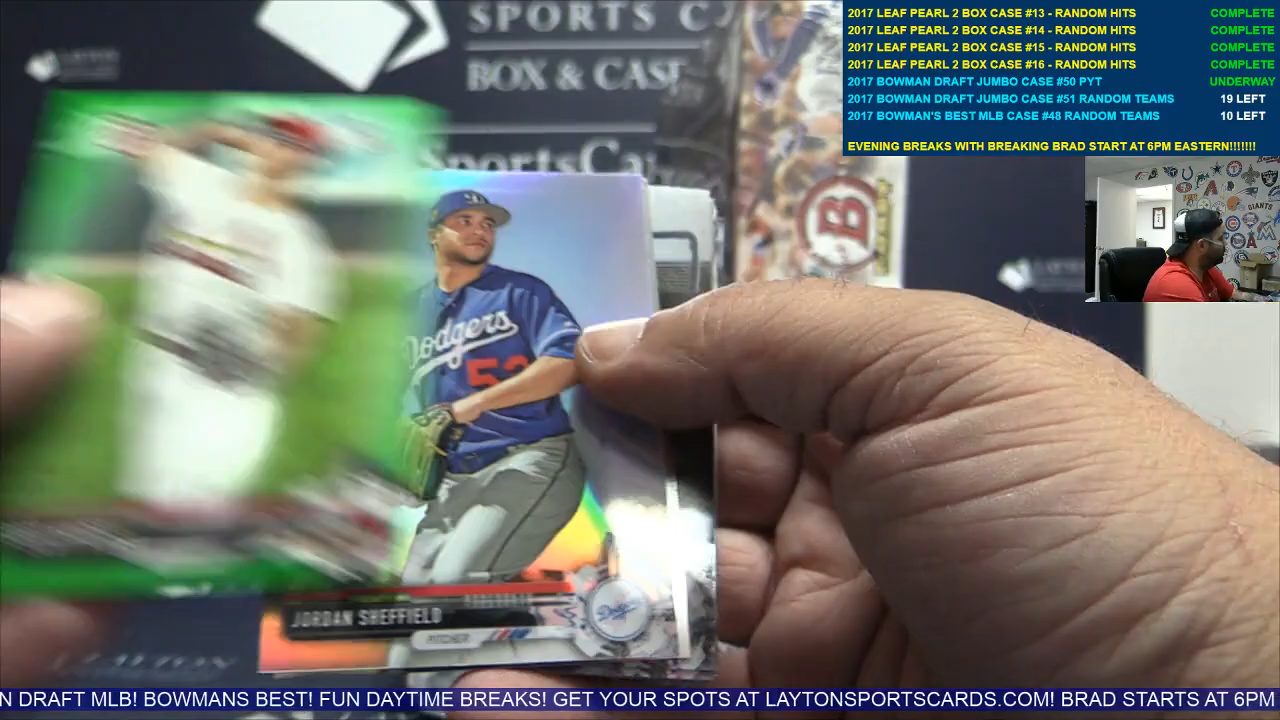 SPORTS C
BOX & CASE
SportsCa
2017 LEAF PEARL 2 BOX CASE #13 - RANDOM HITS COMPLETE
2017 LEAF PEARL 2 BOX CASE #14 - RANDOM HITS COMPLETE
2017 LEAF PEARL 2 BOX CASE #15 - RANDOM HITS COMPLETE
2017 LEAF PEARL 2 BOX CASE #16 - RANDOM HITS COMPLETE
2017 BOWMAN DRAFT JUMBO CASE #50 PYT UNDERWAY
2017 BOWMAN DRAFT JUMBO CASE #51 RANDOM TEAMS 19 LEFT
2017 BOWMAN'S BEST MLB CASE #48 RANDOM TEAMS 10 LEFT
EVENING BREAKS WITH BREAKING BRAD START AT 6PM EASTERN!!!!!!!
GIANTS
B
Dodgers
JORDAN SHEFFIELD
PITCHER
Dodgers
LAYTON
N DRAFT MLB! BOWMANS BEST! FUN DAYTIME BREAKS! GET YOUR SPOTS AT LAYTONSPORTSCARDS.COM! BRAD STARTS AT 6PM